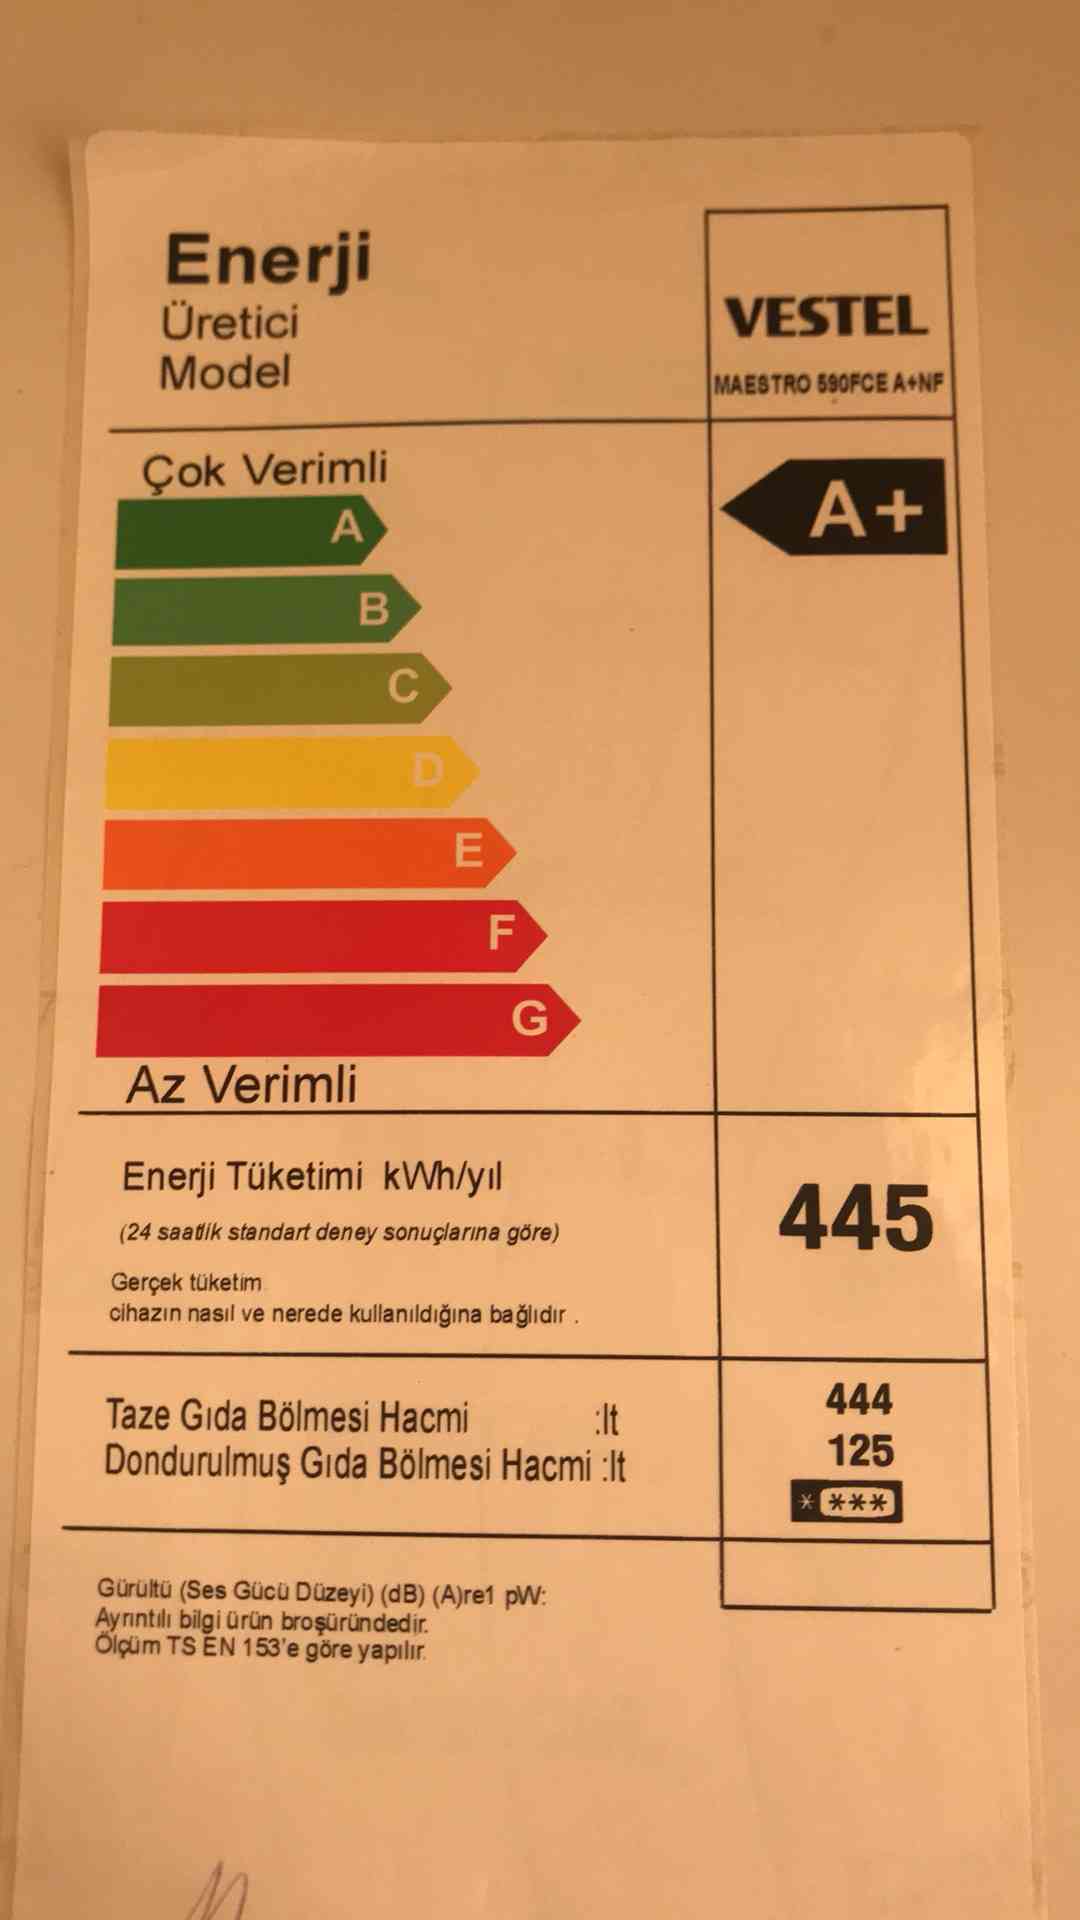 Enerji
Üretici
Model
VESTEL
MAESTRO 590FCE A+NF
Çok Verimli
A
B
C
D
E
F
G
Az Verimli
A+
Enerji Tüketimi kWh/yıl
(24 saatlik standart deney sonuçlarına göre)
445
Gerçek tüketim
cihazın nasıl ve nerede kullanıldığına bağlıdır .
Taze Gıda Bölmesi Hacmi :lt 444
Dondurulmuş Gıda Bölmesi Hacmi :lt 125
* ***
Gürültü (Ses Gücü Düzeyi) (dB) (A)re1 pW:
Ayrıntılı bilgi ürün broşüründedir.
Ölçüm TS EN 153'e göre yapılır.